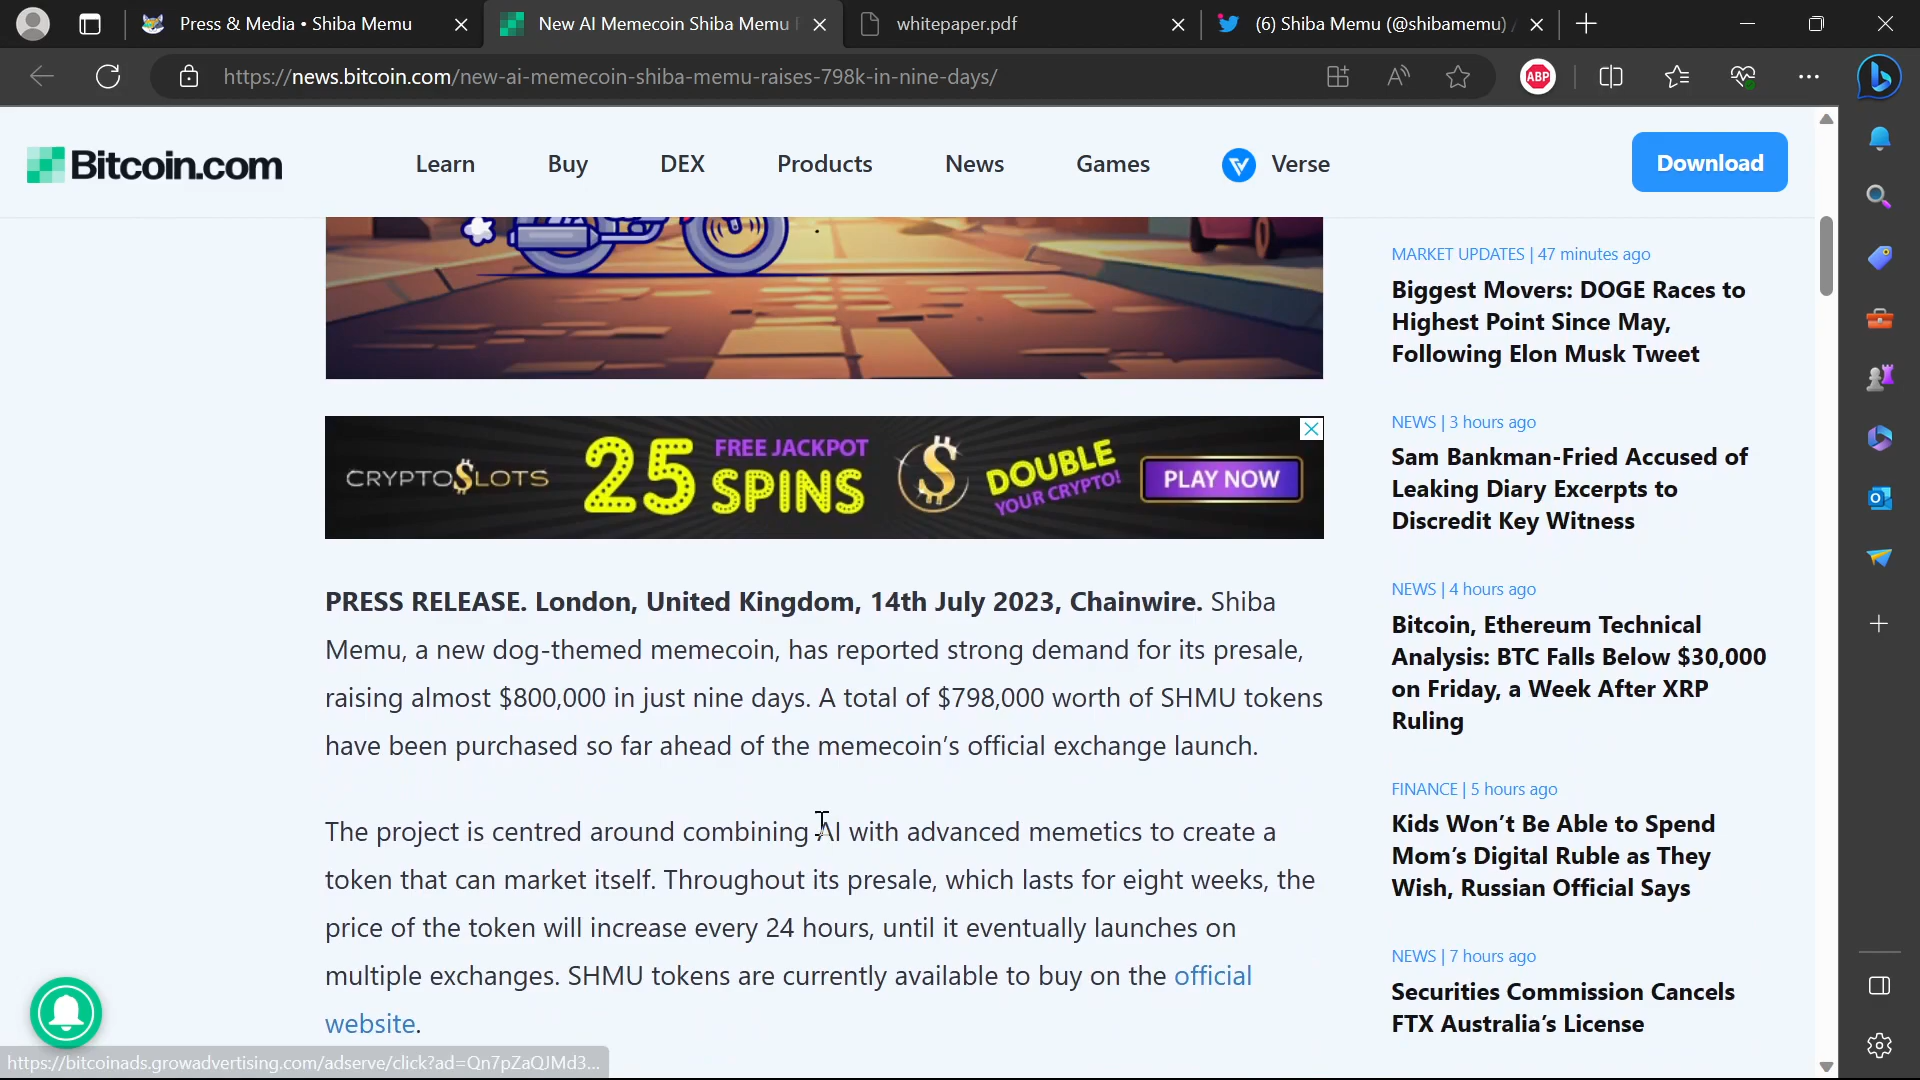 Press & Media • Shiba Memu
New AI Memecoin Shiba Memu
whitepaper.pdf
(6) Shiba Memu (@shibamemu)
https://news.bitcoin.com/new-ai-memecoin-shiba-memu-raises-798k-in-nine-days/
ABP
Bitcoin.com
Learn
Buy
DEX
Products
News
Games
Verse
Download
CRYPTO$LOTS
25
FREE JACKPOT
SPINS
DOUBLE
YOUR CRYPTO!
PLAY NOW
PRESS RELEASE. London, United Kingdom, 14th July 2023, Chainwire. Shiba
Memu, a new dog-themed memecoin, has reported strong demand for its presale,
raising almost $800,000 in just nine days. A total of $798,000 worth of SHMU tokens
have been purchased so far ahead of the memecoin’s official exchange launch.
The project is centred around combining AI with advanced memetics to create a
token that can market itself. Throughout its presale, which lasts for eight weeks, the
price of the token will increase every 24 hours, until it eventually launches on
multiple exchanges. SHMU tokens are currently available to buy on the official
website.
MARKET UPDATES | 47 minutes ago
Biggest Movers: DOGE Races to
Highest Point Since May,
Following Elon Musk Tweet
NEWS | 3 hours ago
Sam Bankman-Fried Accused of
Leaking Diary Excerpts to
Discredit Key Witness
NEWS | 4 hours ago
Bitcoin, Ethereum Technical
Analysis: BTC Falls Below $30,000
on Friday, a Week After XRP
Ruling
FINANCE | 5 hours ago
Kids Won’t Be Able to Spend
Mom’s Digital Ruble as They
Wish, Russian Official Says
NEWS | 7 hours ago
Securities Commission Cancels
FTX Australia’s License
https://bitcoinads.growadvertising.com/adserve/click?ad=Qn7pZaQJMd3...